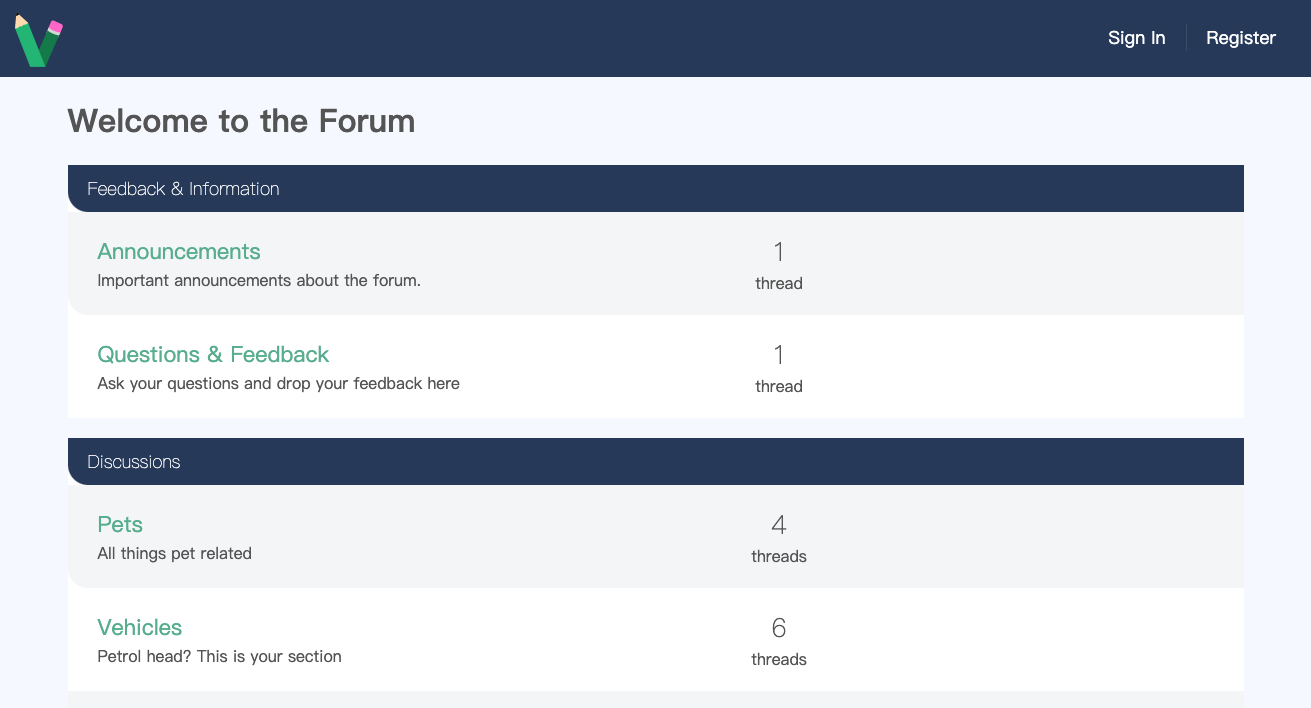 Sign In
Register
Welcome to the Forum
Feedback & Information
Announcements
Important announcements about the forum.
1
thread
Questions & Feedback
Ask your questions and drop your feedback here
1
thread
Discussions
Pets
All things pet related
4
threads
Vehicles
Petrol head? This is your section
6
threads